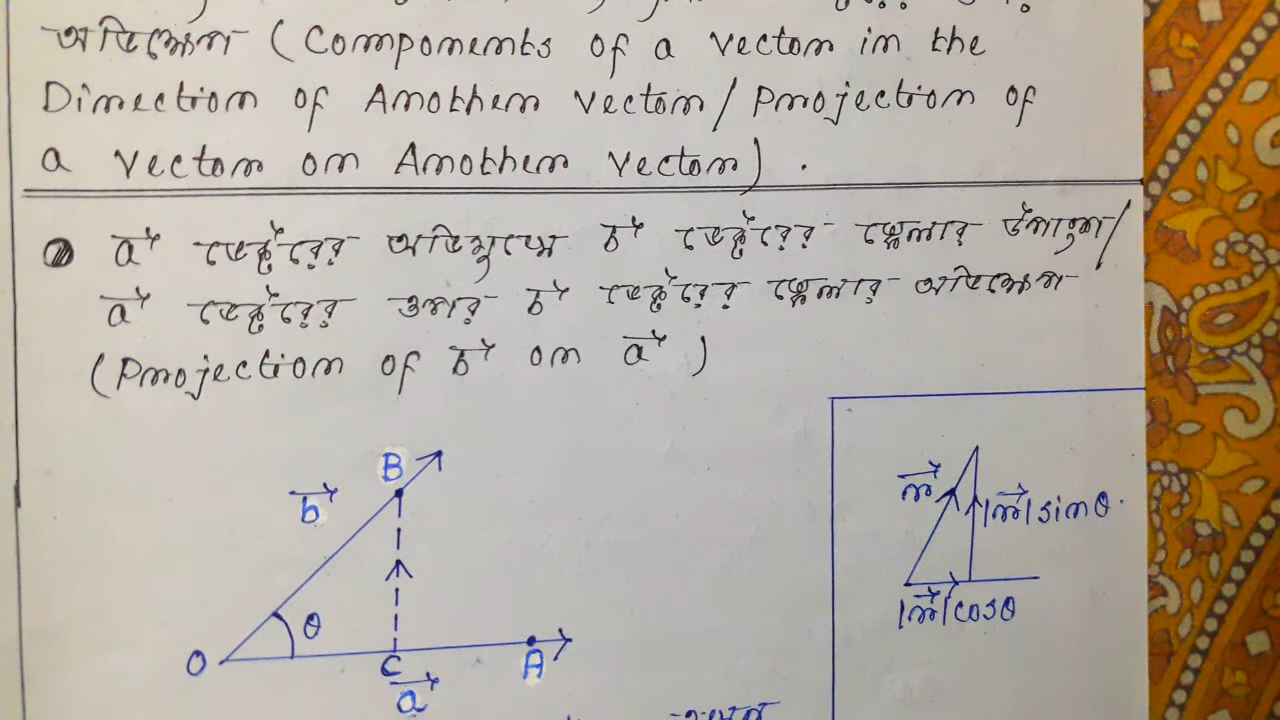 অভিক্ষেপ (Components of a vector in the
Direction of Another vector/Projection of
a vector on Another vector).
a⃗ ভেক্টরের অভিমুখে b⃗ ভেক্টরের স্কেলার উপাংশ/
a⃗ ভেক্টরের ওপর b⃗ ভেক্টরের স্কেলার অভিক্ষেপ
(Projection of b⃗ on a⃗)
B
b⃗
θ
O
C
A
a⃗
r⃗
|r⃗|sinθ.
|r⃗|cosθ